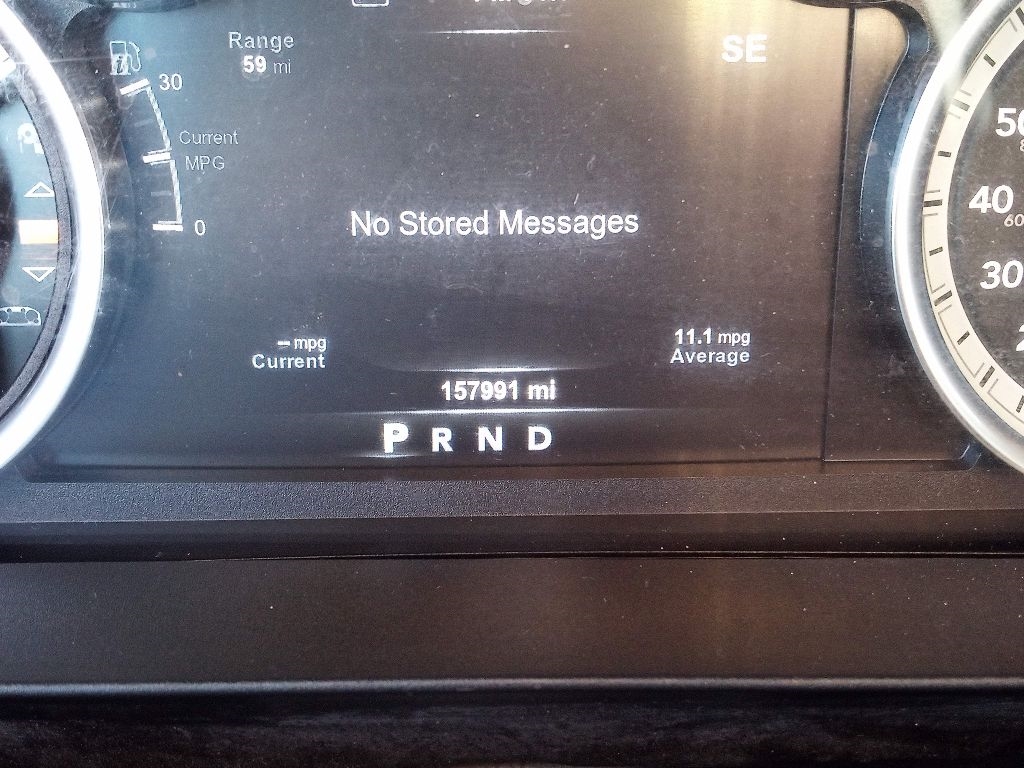 Range
59 mi
SE
30
Current
MPG
0
No Stored Messages
-- mpg
Current
11.1 mpg
Average
157991 mi
P R N D
40
30